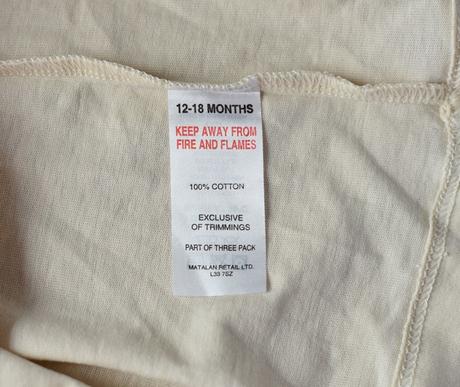 12-18 MONTHS
KEEP AWAY FROM
FIRE AND FLAMES
100% COTTON
EXCLUSIVE
OF TRIMMINGS
PART OF THREE PACK
MATALAN RETAIL LTD.
L33 7SZ